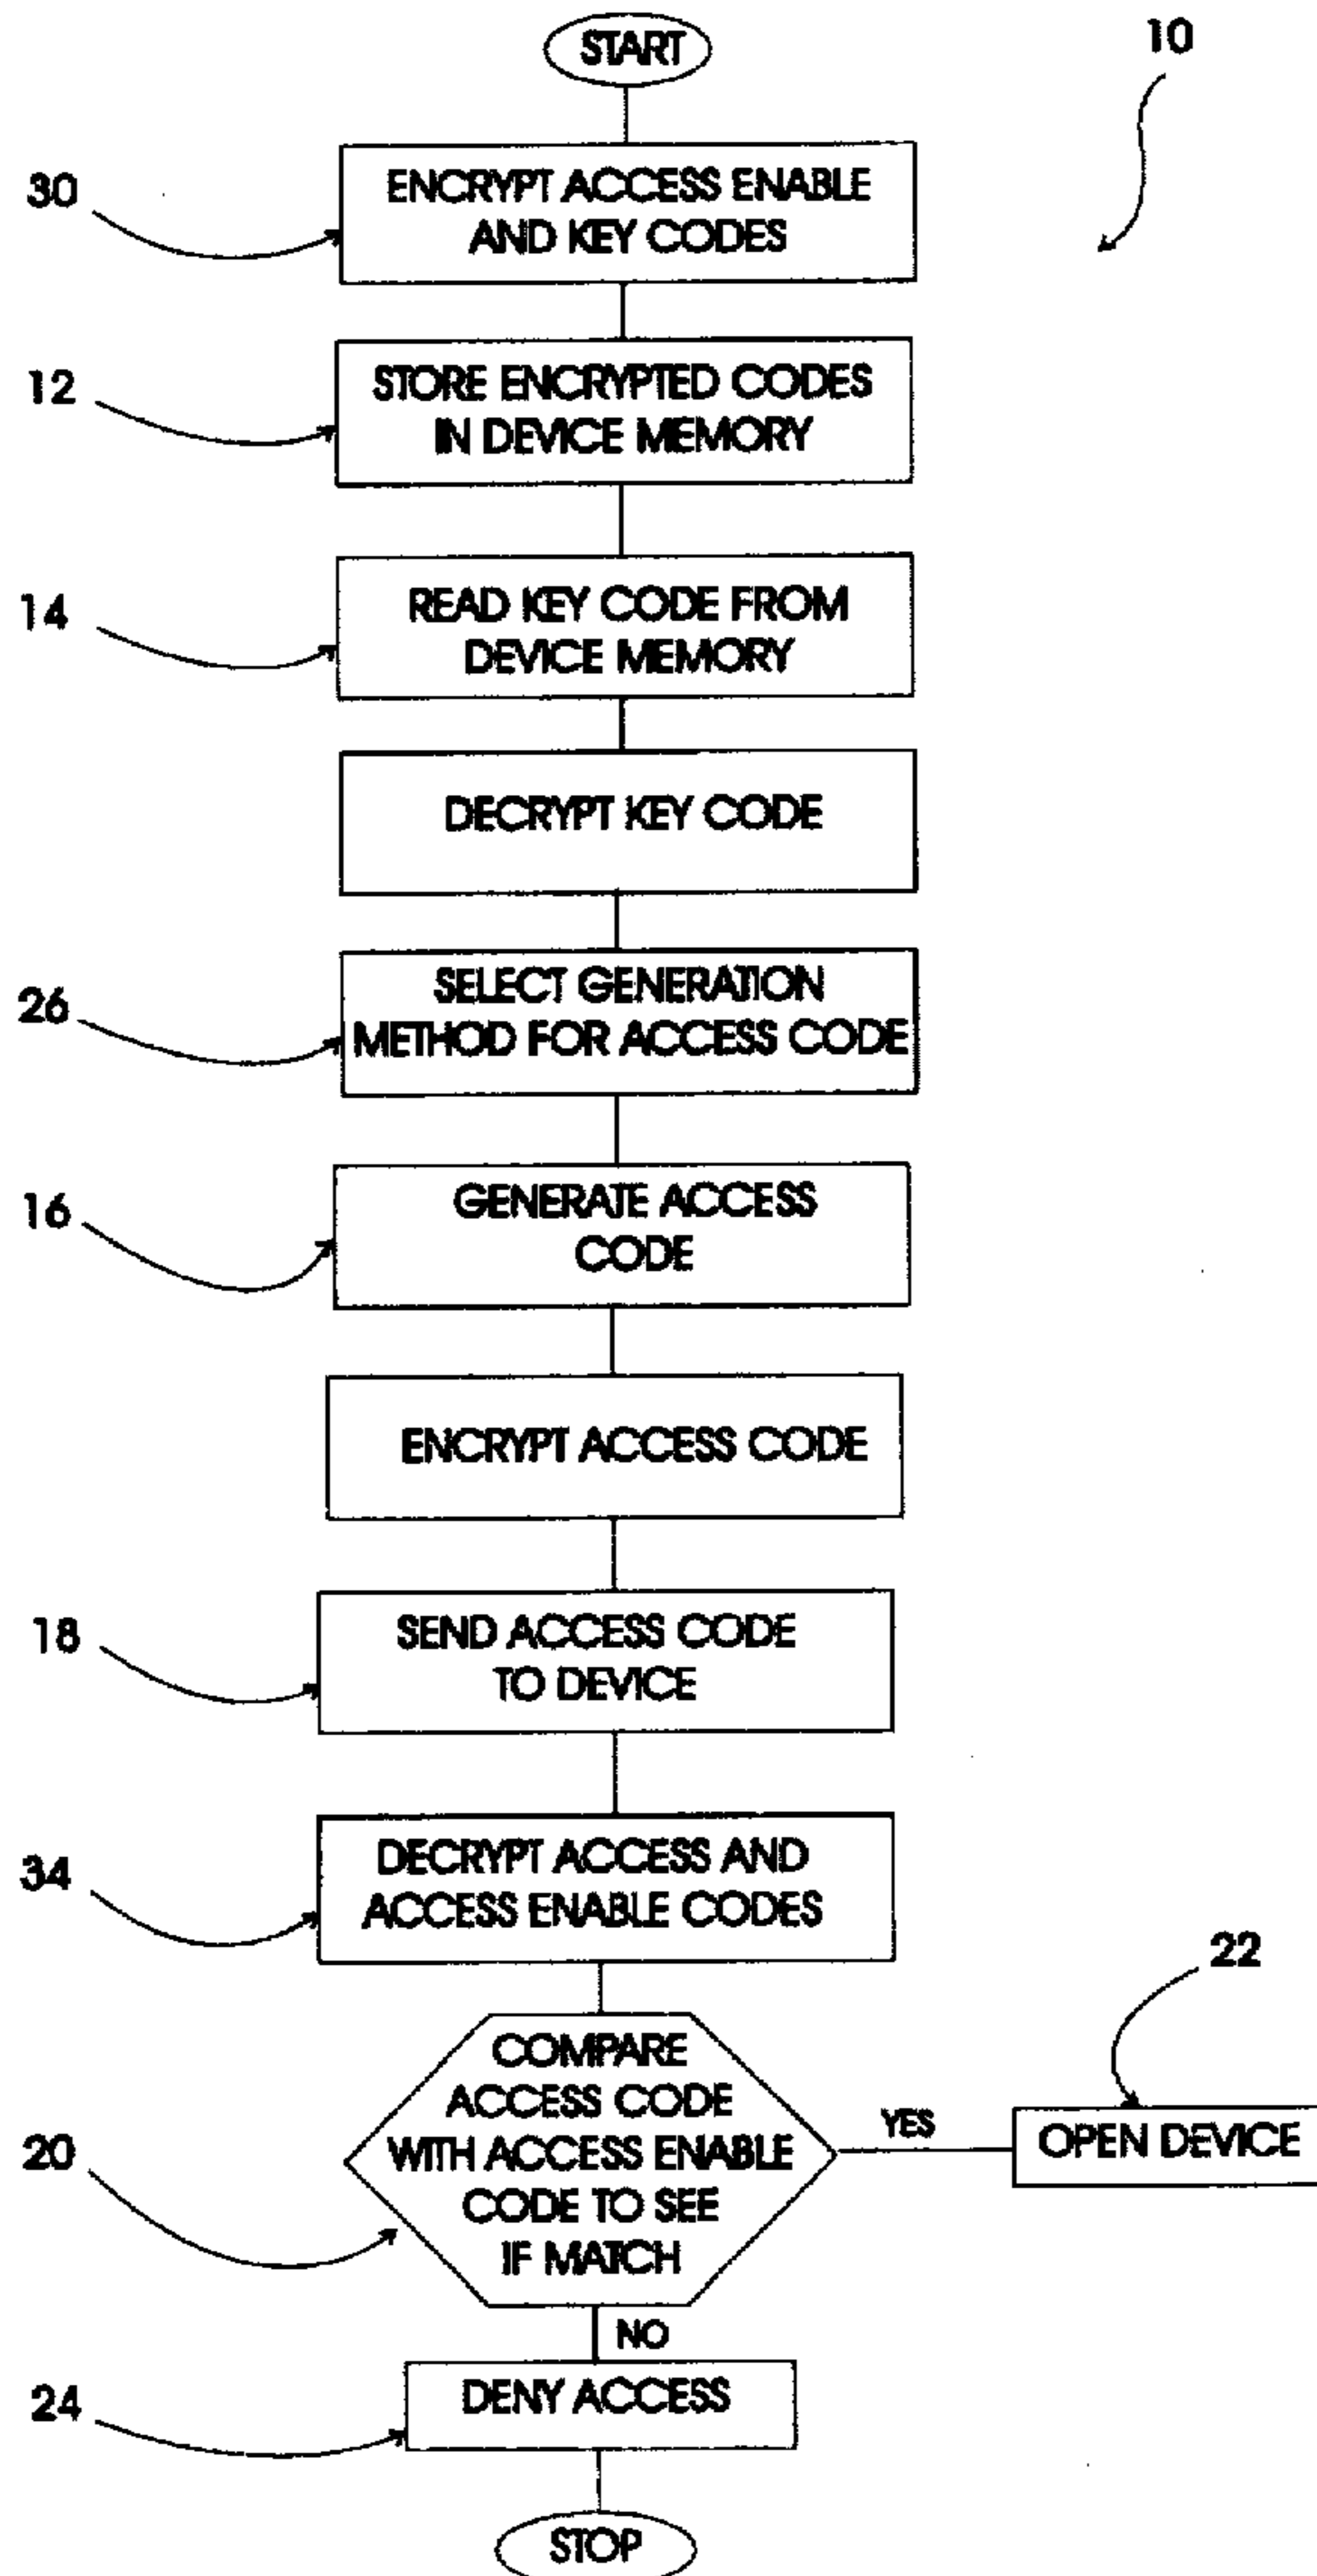 START
10
30
ENCRYPT ACCESS ENABLE
AND KEY CODES
12
STORE ENCRYPTED CODES
IN DEVICE MEMORY
14
READ KEY CODE FROM
DEVICE MEMORY
DECRYPT KEY CODE
26
SELECT GENERATION
METHOD FOR ACCESS CODE
16
GENERATE ACCESS
CODE
ENCRYPT ACCESS CODE
18
SEND ACCESS CODE
TO DEVICE
34
DECRYPT ACCESS AND
ACCESS ENABLE CODES
22
20
COMPARE
ACCESS CODE
WITH ACCESS ENABLE
CODE TO SEE
IF MATCH
YES
OPEN DEVICE
NO
24
DENY ACCESS
STOP